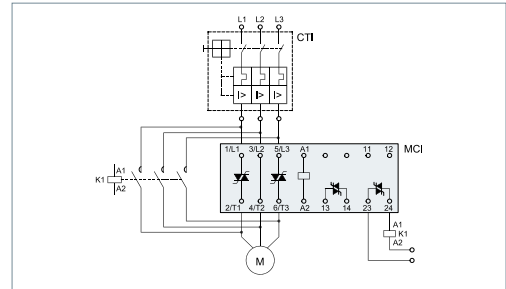 L1 L2 L3
CTI
I> I> I>
1/L1 3/L2 5/L3 A1 11 12
MCI
A1
K1
A2
2/T1 4/T2 6/T3 A2 13 14 23 24
A1
K1
A2
M